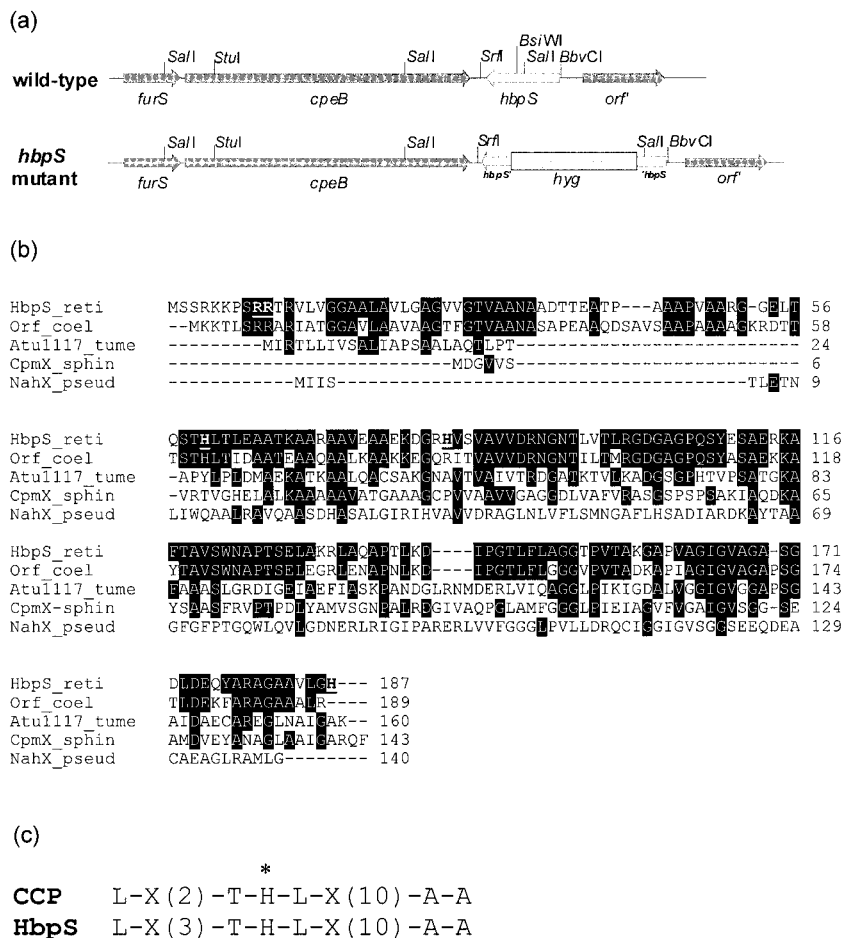 (a)
BsiWI
SalI StuI SalI SrfI SalI BbvCI
wild-type
furS cpeB hbpS orf'
SalI StuI SalI SrfI SalI BbvCI
hbpS
mutant
furS cpeB hbpS' hyg 'hbpS orf'
(b)
HbpS_reti MSSRKKPSRRTRVLVGGAALAVLGAGVVGTVAANAADTTEATP---AAAPVAARG-GELT 56
Orf_coel --MKKTLSRRARIATGGAVLAAVAAGTFGTVAANASAPEAAQDSAVSAAPAAAAGKRDTT 58
Atu1117_tume ---------MIRTLLIVSALIAPSAALAQTLPT--------------------------- 24
CpmX_sphin ---------------------------MDGVVS--------------------------- 6
NahX_pseud ------------MIIS---------------------------------------TLETN 9
HbpS_reti QSTHLTLEAATKAARAAVEAAEKDGRHVSVAVVDRNGNTLVTLRGDGAGPQSYESAERKA 116
Orf_coel TSTHLTIDAATEAAQAALKAAKKEGQRITVAVVDRNGNTILTMRGDGAGPQSYASAEKKA 118
Atu1117_tume -APYLPLDMAEKATKAALQACSAKGNAVTVAIVTRDGATKTVLKADGSGPHTVPSATGKA 83
CpmX_sphin -VRTVGHELALKAAAAAVATGAAAGCPVVAAVVGAGGDLVAFVRASGSPSPSAKIAQDKA 65
NahX_pseud LIWQAALRAVQAASDHASALGIRIHVAVVDRAGLNLVFLSMNGAFLHSADIARDKAYTAA 69
HbpS_reti FTAVSWNAPTSELAKRLAQAPTLKD----IPGTLFLAGGTPVTAKGAPVAGIGVAGA-SG 171
Orf_coel YTAVSWNAPTSELEGRLENAPNLKD----IPGTLFLGGGVPVTADKAPIAGIGVAGAPSG 174
Atu1117_tume FAAASLGRDIGEIAEFIASKPANDGLRNMDERLVIQAGGLPIKIGDALVGGIGVGGAPSG 143
CpmX-sphin YSAASFRVPTPDLYAMVSGNPALRDGIVAQPGLAMFGGGLPIEIAGVFVGAIGVSGG-SE 124
NahX_pseud GFGFPTGQWLQVLGDNERLRIGIPARERLVVFGGGLPVLLDRQCIGGIGVSGGSEEQDEA 129
HbpS_reti DLDEQYARAGAAVLGH--- 187
Orf_coel TLDEKFARAGAAALR---- 189
Atu1117_tume AIDAECAREGLNAIGAK-- 160
CpmX_sphin AMDVEYANAGLAAIGARQF 143
NahX_pseud CAEAGLRAMLG-------- 140
(c)
*
CCP L-X(2)-T-H-L-X(10)-A-A
HbpS L-X(3)-T-H-L-X(10)-A-A